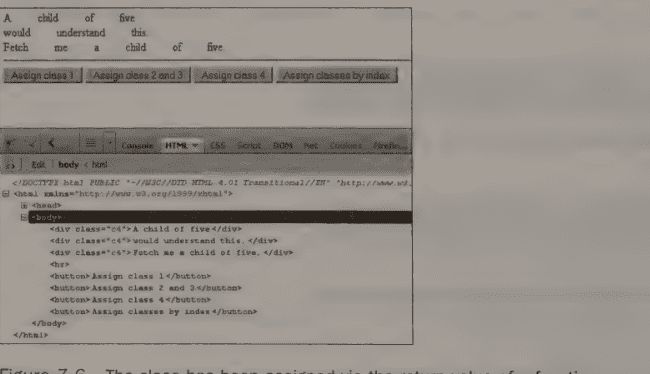 A child of five
would understand this.
Fetch me a child of five
Assign class 1 Assign class 2 and 3 Assign class 4 Assign classes by index
Console HTML CSS Script DOM Net Cookies Firefin...
Edit body < html
<!DOCTYPE html PUBLIC "-//W3C//DTD HTML 4.01 Transitional//EN" "http://www.w3.
<html xmlns="http://www.w3.org/1999/xhtml">
<head>
<body>
<div class="c4">A child of five</div>
<div class="c4">would understand this.</div>
<div class="c4">Fetch me a child of five.</div>
<hr>
<button>Assign class 1</button>
<button>Assign class 2 and 3</button>
<button>Assign class 4</button>
<button>Assign classes by index</button>
</body>
</html>
Figure 7-6. The class has been assigned via the return value of a function.